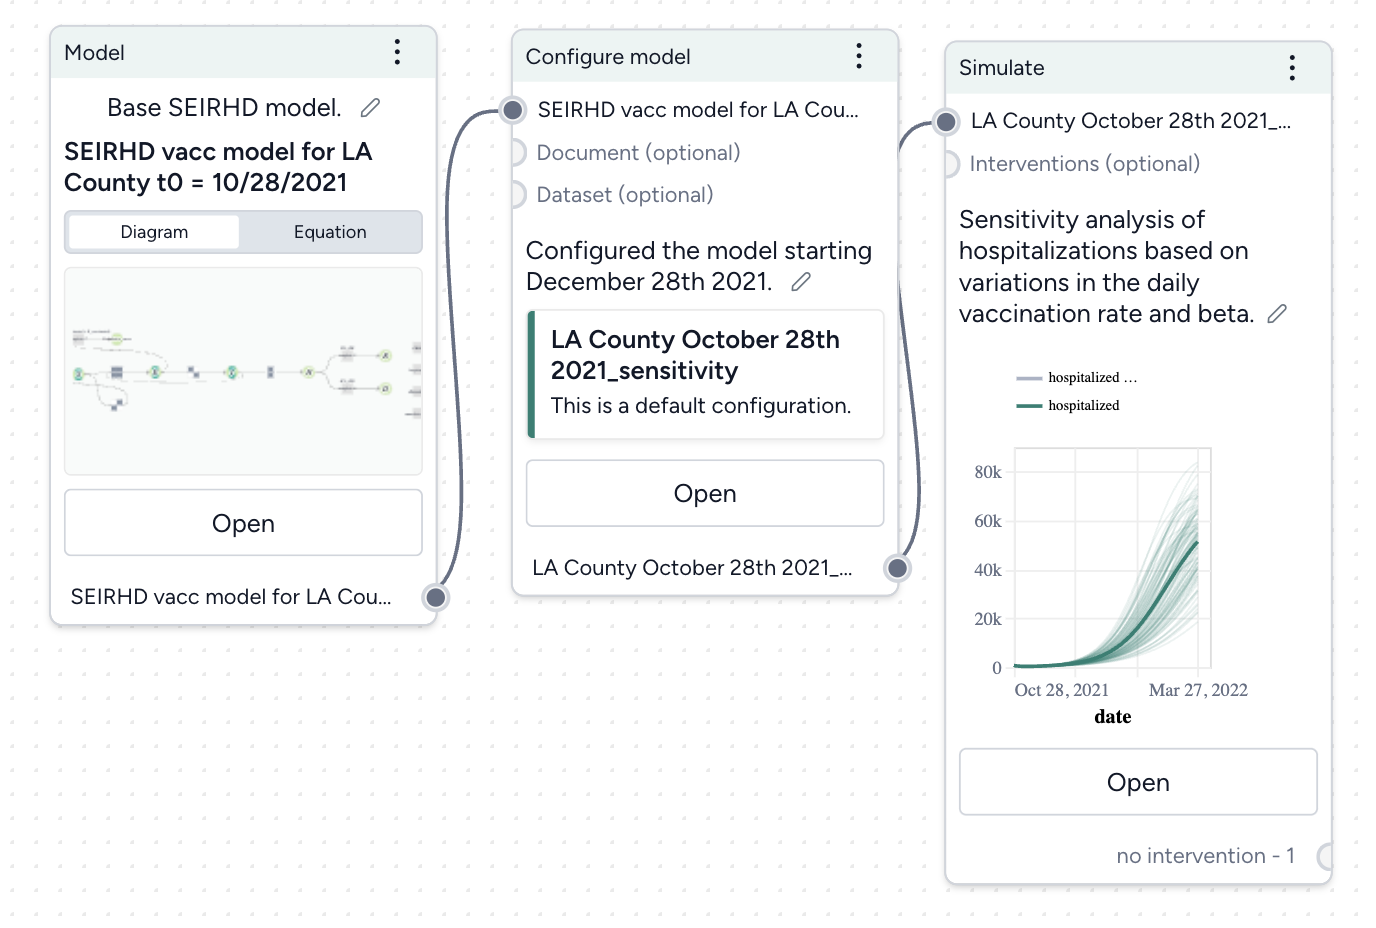 Model
Base SEIRHD model.
SEIRHD vacc model for LA
County t0 = 10/28/2021
Diagram
Equation
Open
SEIRHD vacc model for LA Cou...
Configure model
SEIRHD vacc model for LA Cou...
Document (optional)
Dataset (optional)
Configured the model starting
December 28th 2021.
LA County October 28th
2021_sensitivity
This is a default configuration.
Open
LA County October 28th 2021_...
Simulate
LA County October 28th 2021_...
Interventions (optional)
Sensitivity analysis of
hospitalizations based on
variations in the daily
vaccination rate and beta.
hospitalized ...
hospitalized
80k
60k
40k
20k
0
Oct 28, 2021
Mar 27, 2022
date
Open
no intervention - 1